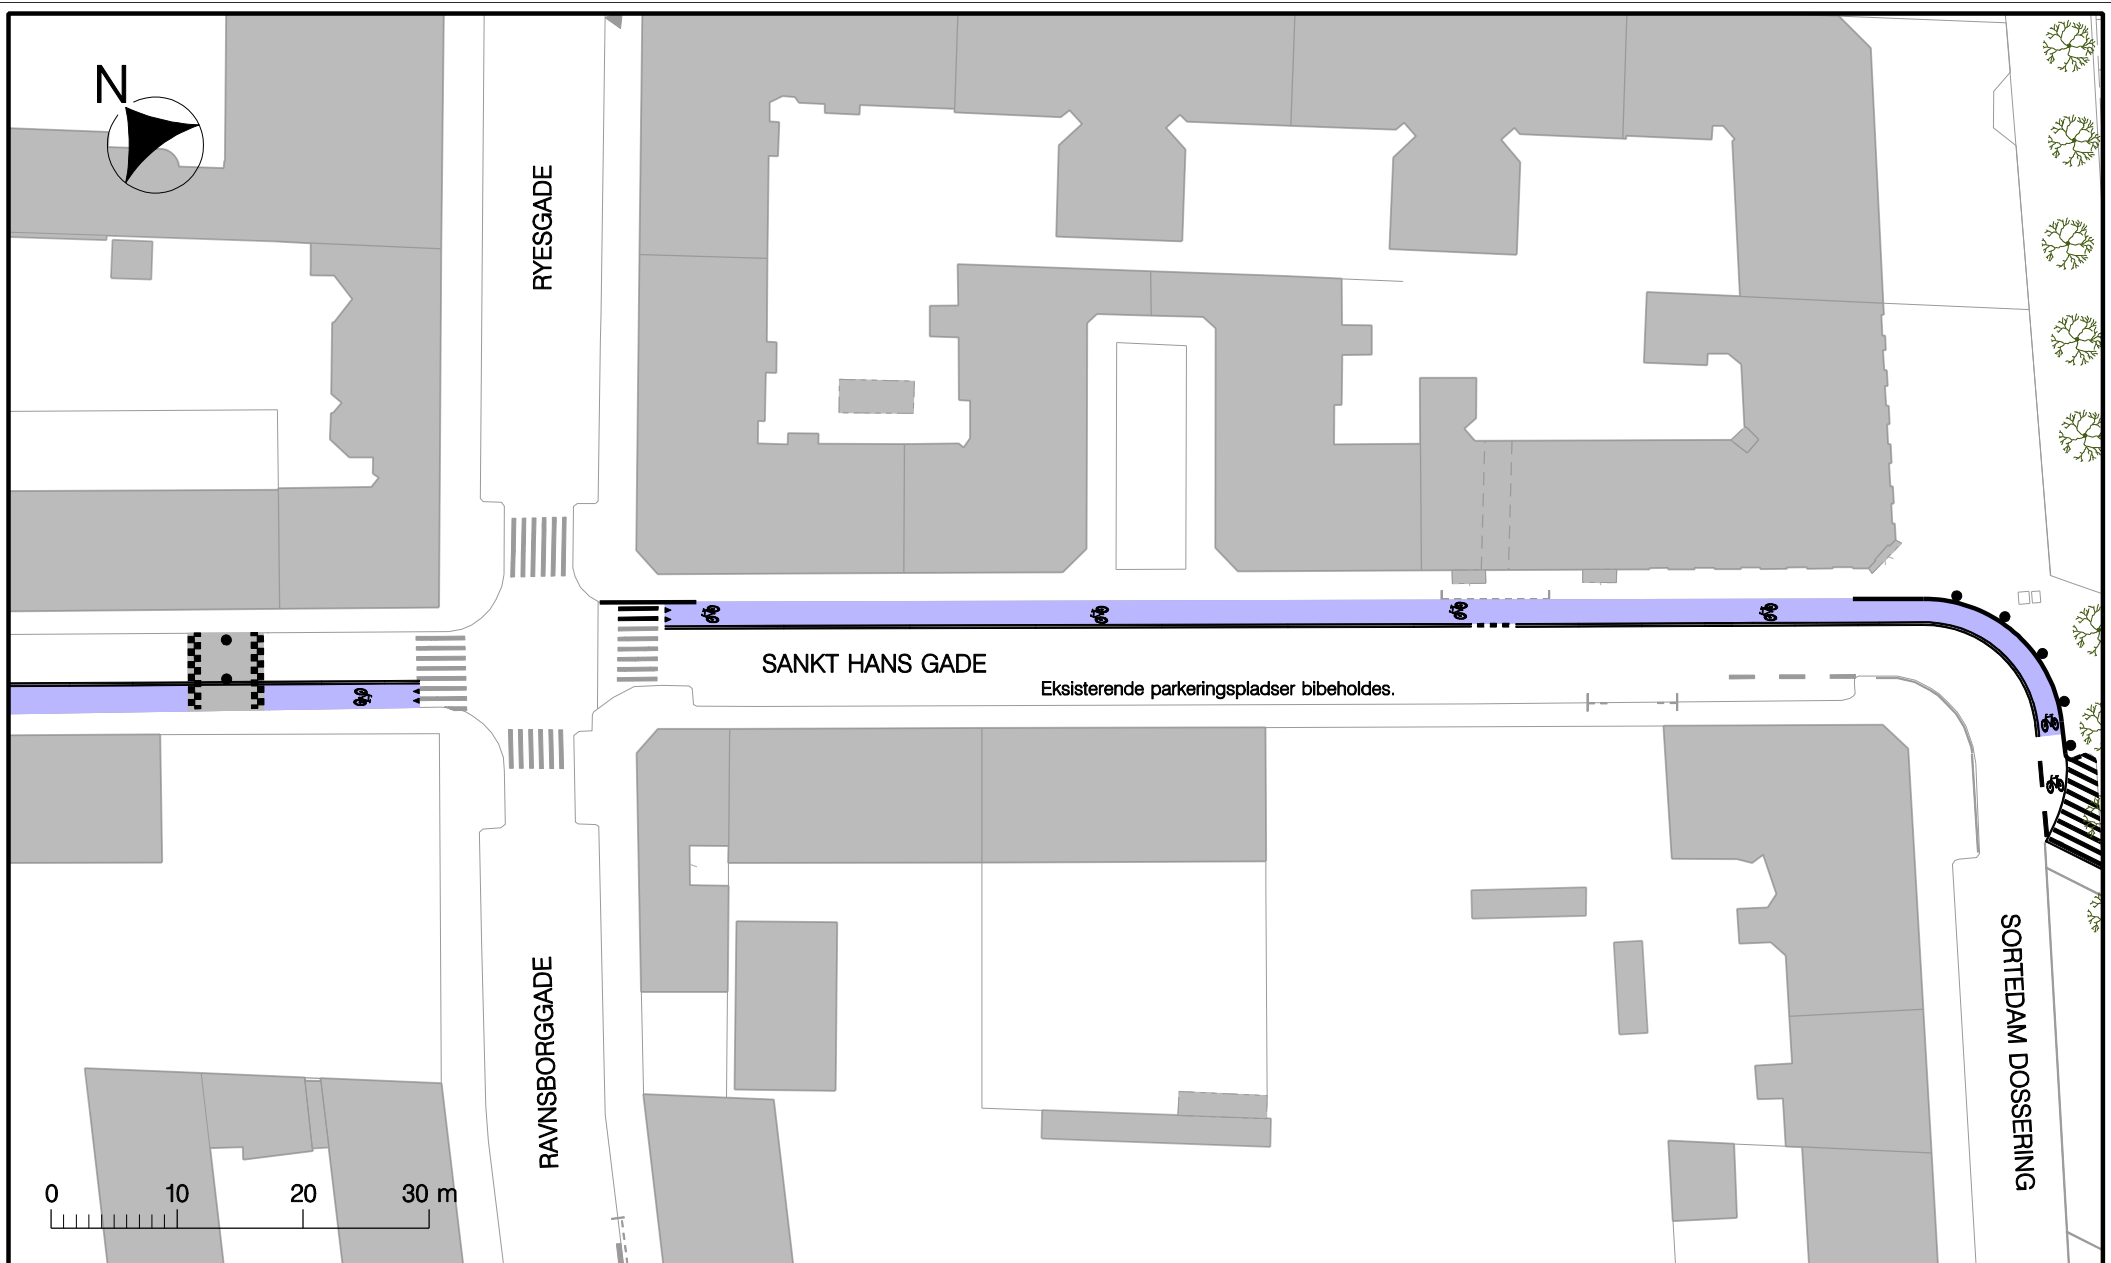 N
RYESGADE
SANKT HANS GADE
Eksisterende parkeringspladser bibeholdes.
RAVNSBORGGADE
SORTEDAM DOSSERING
0 10 20 30 m